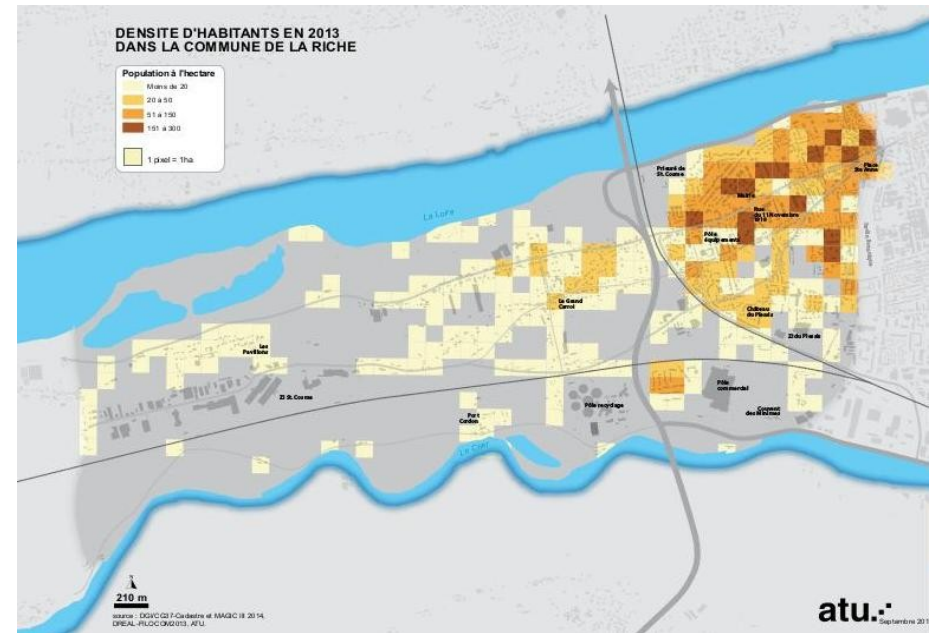 DENSITE D'HABITANTS EN 2013
DANS LA COMMUNE DE LA RICHE
Population à l'hectare
Moins de 20
20 à 50
51 à 150
151 à 300
1 pixel = 1ha
Prieuré de
St. Cosme
Place
Ste Anne
Mairie
Rue
du 11 Novembre
1918
La Loire
Pôle
équipements
Le Grand
Carroi
Château
du Plessis
ZI du Plessis
Les
Pavillons
Pôle
commercial
ZI St. Cosme
Pôle recyclage
Port
Cordon
Couvent
des Minimes
Le Cher
N
210 m
source : DGI/CG37-Cadastre et MAGIC III 2014,
DREAL-FILOCOM2013, ATU.
atu.
Septembre 201